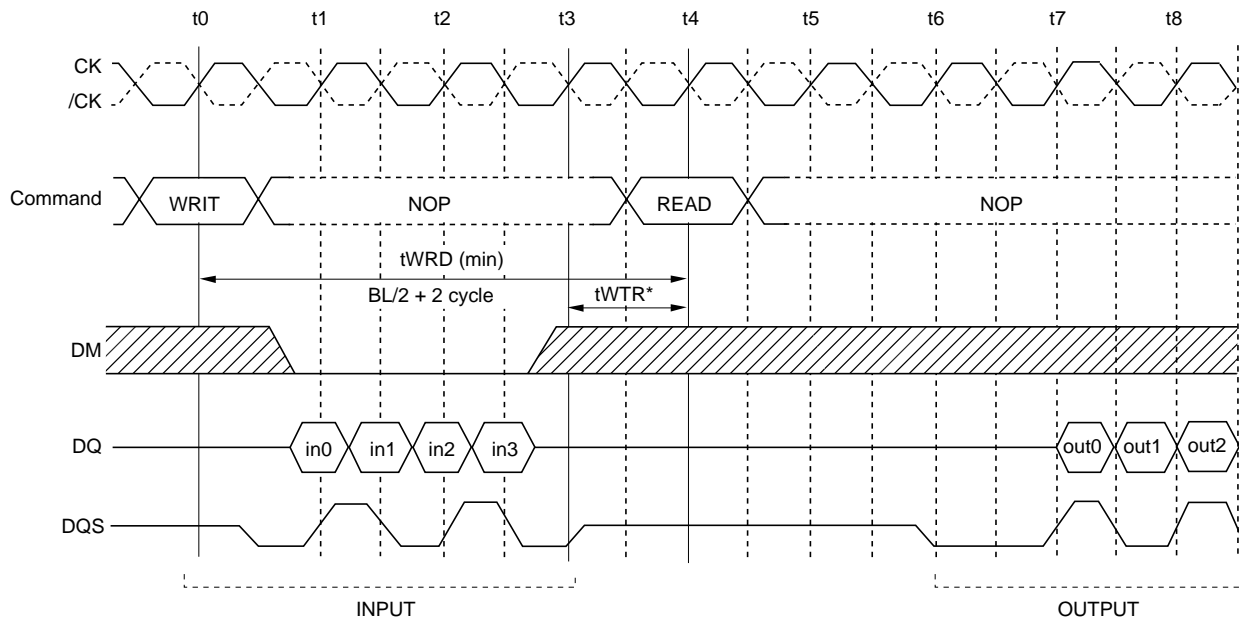 t0 t1 t2 t3 t4 t5 t6 t7 t8
CK
/CK
Command WRIT NOP READ NOP
tWRD (min)
BL/2 + 2 cycle
tWTR*
DM
DQ in0 in1 in2 in3 out0 out1 out2
DQS
INPUT OUTPUT